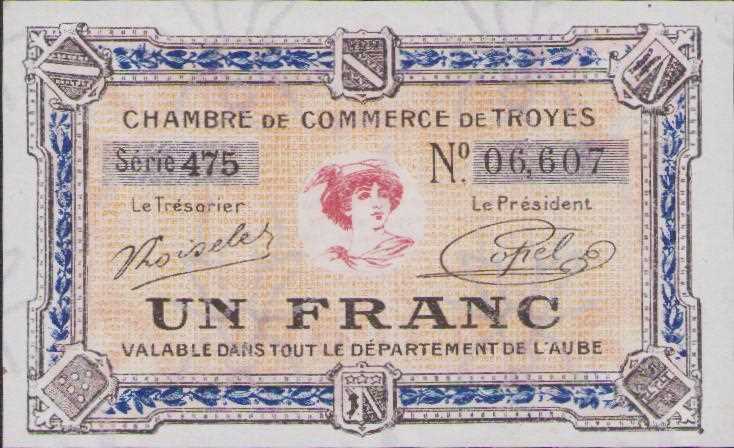 CHAMBRE DE COMMERCE DE TROYES
Série 475
Nº 06,607
Le Trésorier
Le Président
UN FRANC
VALABLE DANS TOUT LE DÉPARTEMENT DE L'AUBE